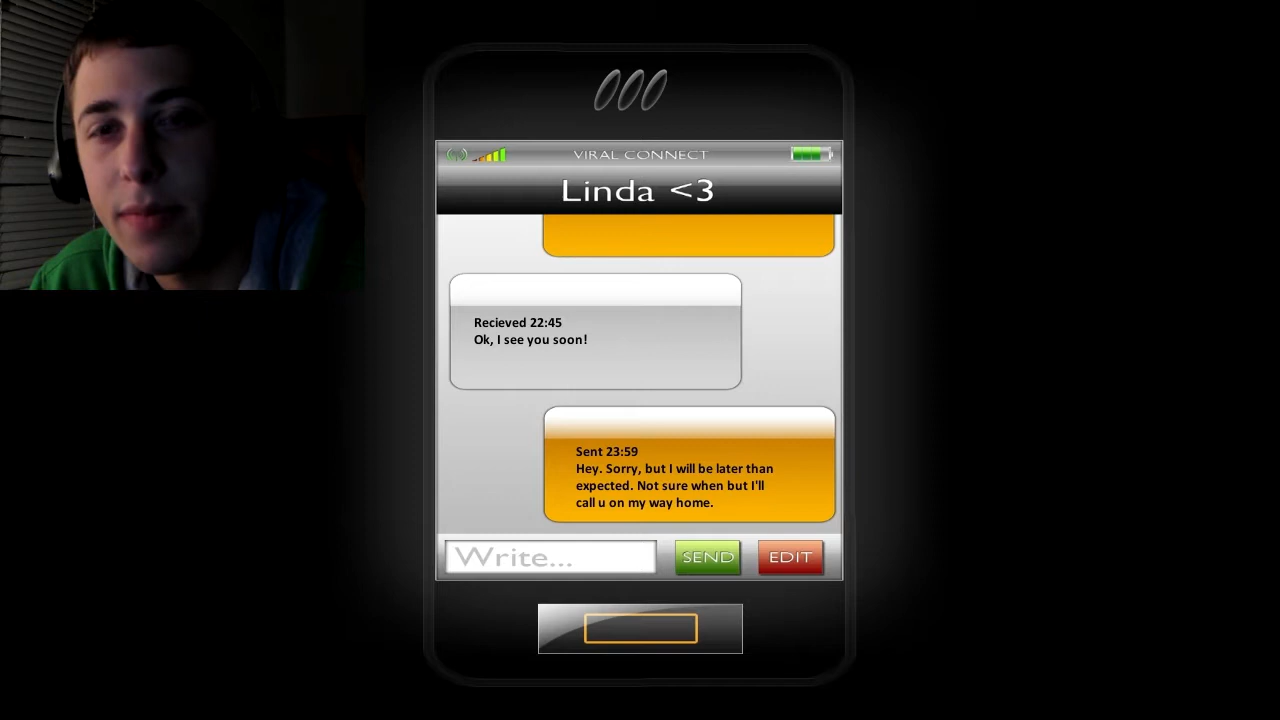 VIRAL CONNECT
Linda <3
Recieved 22:45
Ok, I see you soon!
Sent 23:59
Hey. Sorry, but I will be later than
expected. Not sure when but I'll
call u on my way home.
Write...
SEND
EDIT